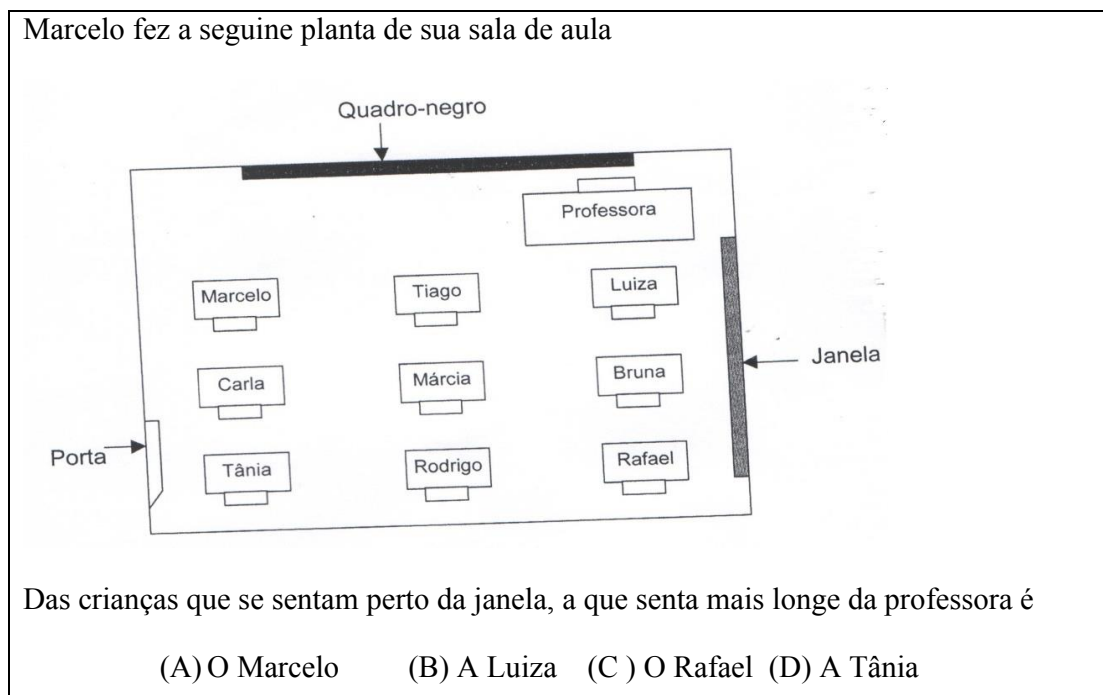 Marcelo fez a seguine planta de sua sala de aula
Quadro-negro
Professora
Marcelo Tiago Luiza
Janela
Carla Márcia Bruna
Porta
Tânia Rodrigo Rafael
Das crianças que se sentam perto da janela, a que senta mais longe da professora é
(A) O Marcelo (B) A Luiza (C ) O Rafael (D) A Tânia